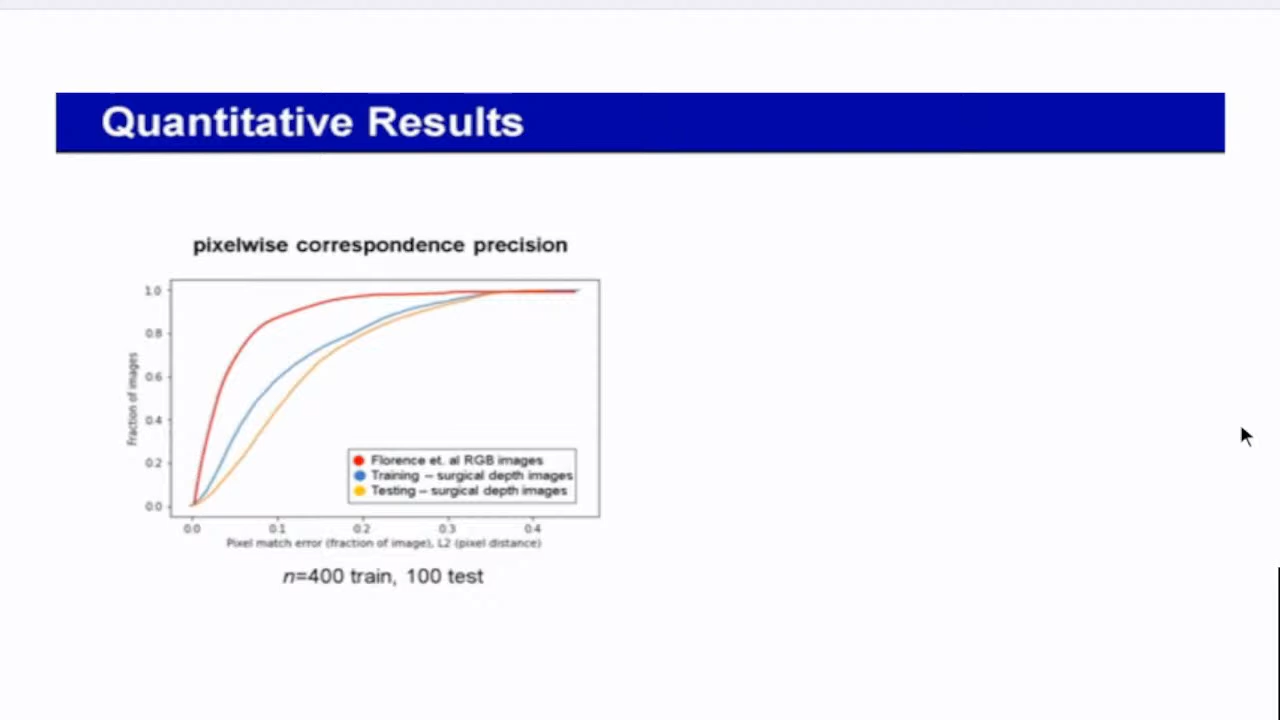 Quantitative Results
pixelwise correspondence precision
1.0
0.8
0.6
0.4
0.2
0.0
Fraction of images
Florence et. al RGB images
Training – surgical depth images
Testing – surgical depth images
0.0 0.1 0.2 0.3 0.4
Pixel match error (fraction of image), L2 (pixel distance)
n=400 train, 100 test